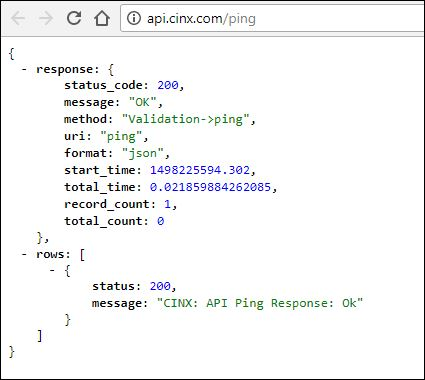 api.cinx.com/ping
{
- response: {
status_code: 200,
message: "OK",
method: "Validation->ping",
uri: "ping",
format: "json",
start_time: 1498225594.302,
total_time: 0.021859884262085,
record_count: 1,
total_count: 0
},
- rows: [
- {
status: 200,
message: "CINX: API Ping Response: Ok"
}
]
}